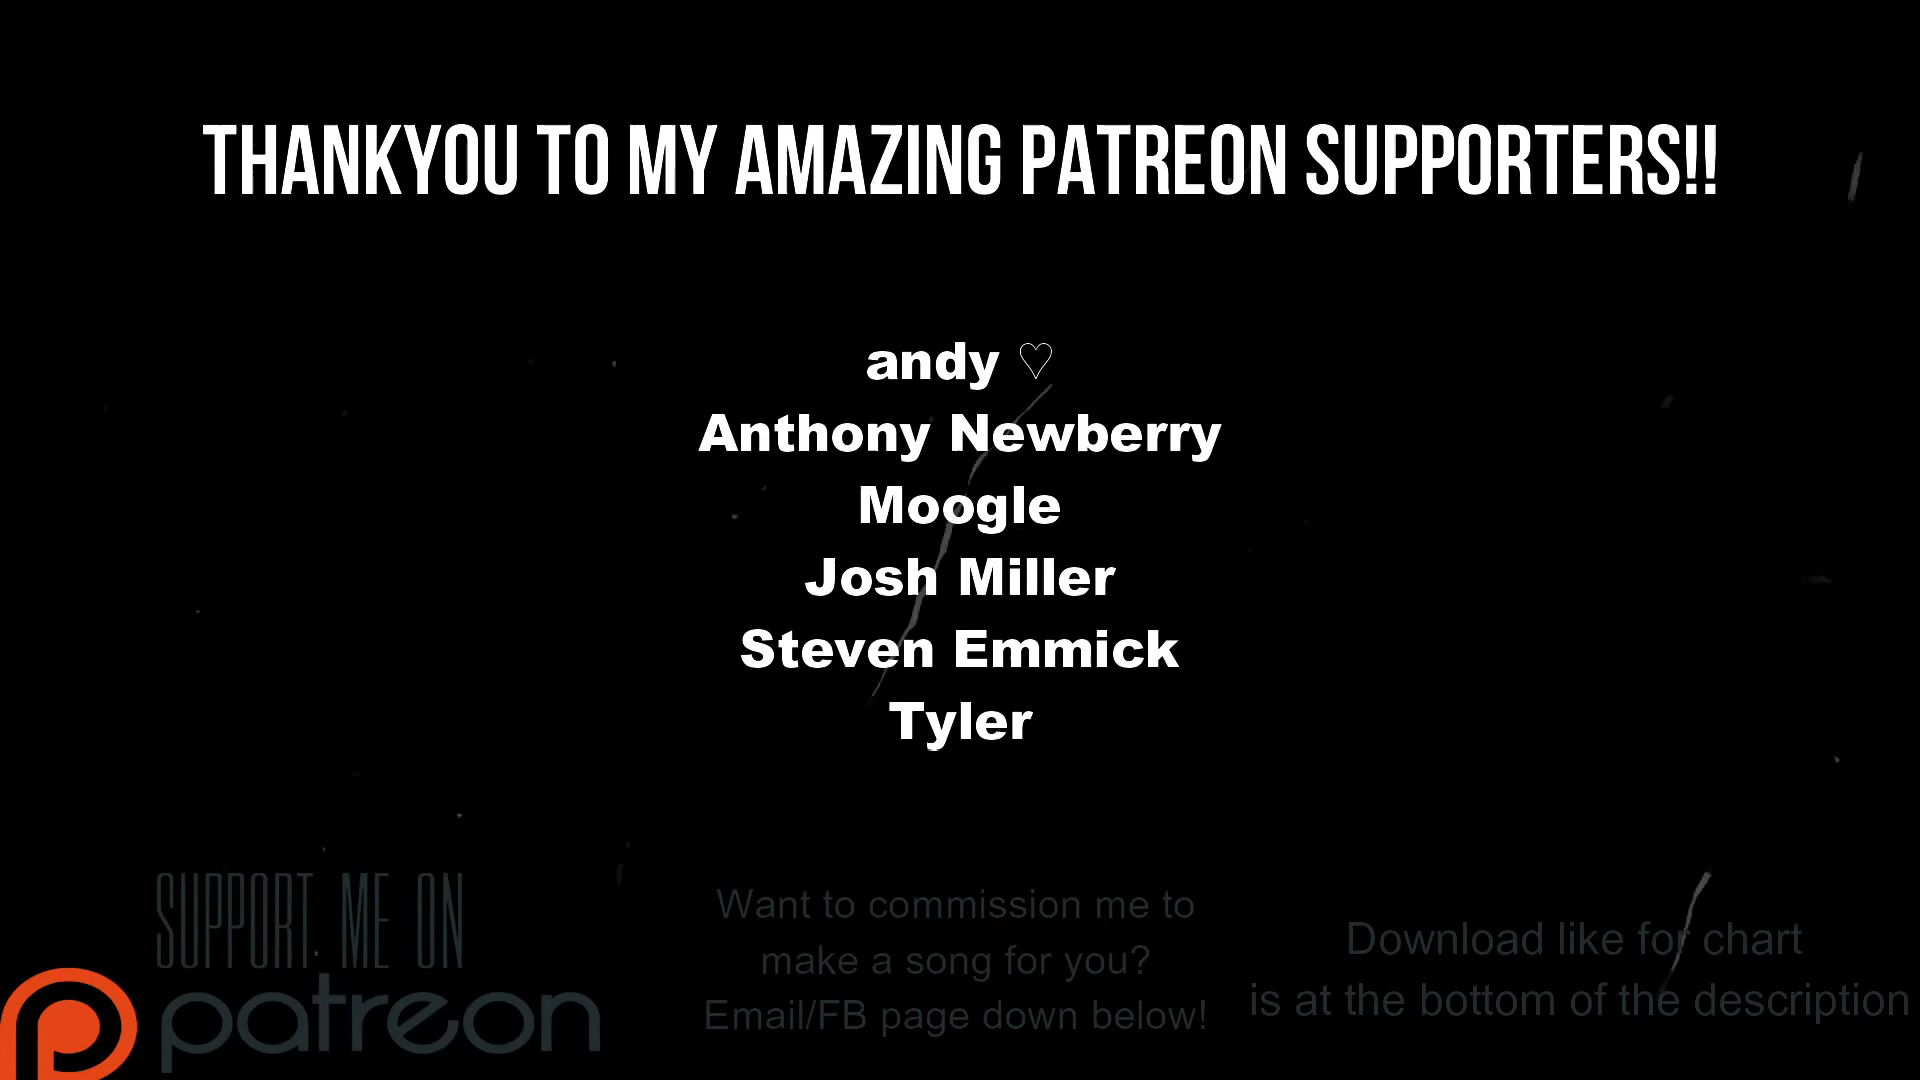 THANKYOU TO MY AMAZING PATREON SUPPORTERS!!
andy ♡
Anthony Newberry
Moogle
Josh Miller
Steven Emmick
Tyler
SUPPORT ME ON
patreon
Want to commission me to
make a song for you?
Email/FB page down below!
Download like for chart
is at the bottom of the description